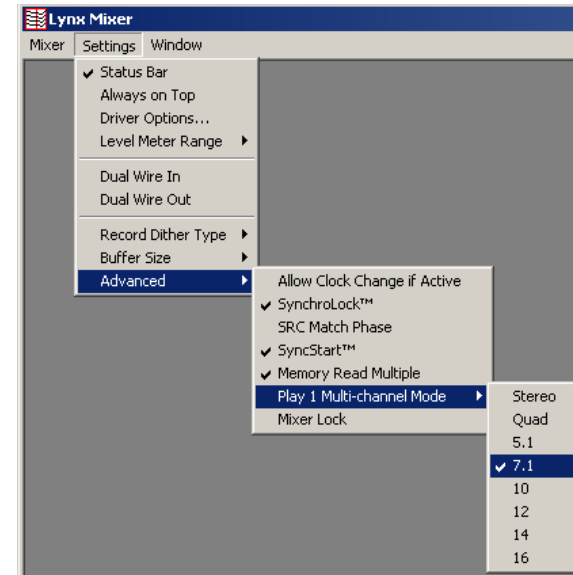 Lynx Mixer
Mixer Settings Window
Status Bar
Always on Top
Driver Options...
Level Meter Range
Dual Wire In
Dual Wire Out
Record Dither Type
Buffer Size
Advanced
Allow Clock Change if Active
SynchroLock™
SRC Match Phase
SyncStart™
Memory Read Multiple
Play 1 Multi-channel Mode
Mixer Lock
Stereo
Quad
5.1
7.1
10
12
14
16